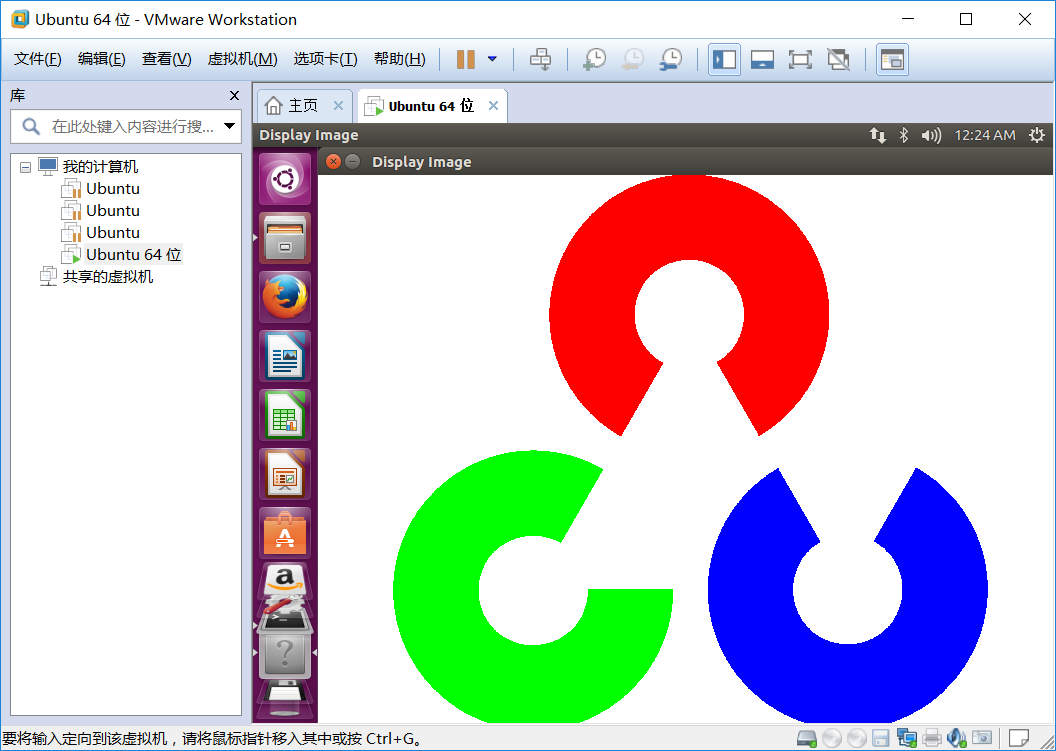 Ubuntu 64 位 - VMware Workstation
文件(F) 编辑(E) 查看(V) 虚拟机(M) 选项卡(T) 帮助(H)
库
在此处键入内容进行搜...
我的计算机
Ubuntu
Ubuntu
Ubuntu
Ubuntu 64 位
共享的虚拟机
主页 Ubuntu 64 位
Display Image 12:24 AM
Display Image
要将输入定向到该虚拟机，请将鼠标指针移入其中或按 Ctrl+G。